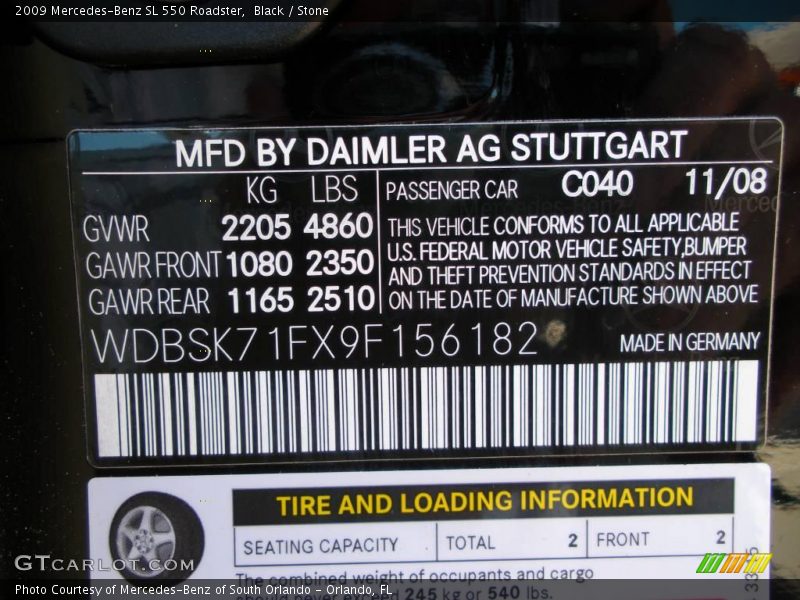 2009 Mercedes-Benz SL 550 Roadster,  Black / Stone
MFD BY DAIMLER AG STUTTGART
KG LBS
GVWR 2205 4860
GAWR FRONT 1080 2350
GAWR REAR 1165 2510
PASSENGER CAR C040 11/08
THIS VEHICLE CONFORMS TO ALL APPLICABLE
U.S. FEDERAL MOTOR VEHICLE SAFETY,BUMPER
AND THEFT PREVENTION STANDARDS IN EFFECT
ON THE DATE OF MANUFACTURE SHOWN ABOVE
WDBSK71FX9F156182 MADE IN GERMANY
TIRE AND LOADING INFORMATION
SEATING CAPACITY TOTAL 2 FRONT 2
The combined weight of occupants and cargo
should never exceed 245 kg or 540 lbs.
GTCARLOT.COM
Photo Courtesy of Mercedes-Benz of South Orlando - Orlando, FL